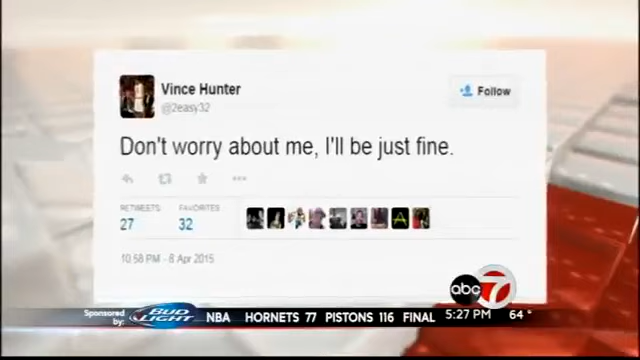 Vince Hunter
@2easy32
Follow
Don't worry about me, I'll be just fine.
RETWEETS FAVORITES
27 32
10:58 PM - 8 Apr 2015
abc 7
Sponsored by: BUD LIGHT NBA HORNETS 77 PISTONS 116 FINAL 5:27 PM 64°